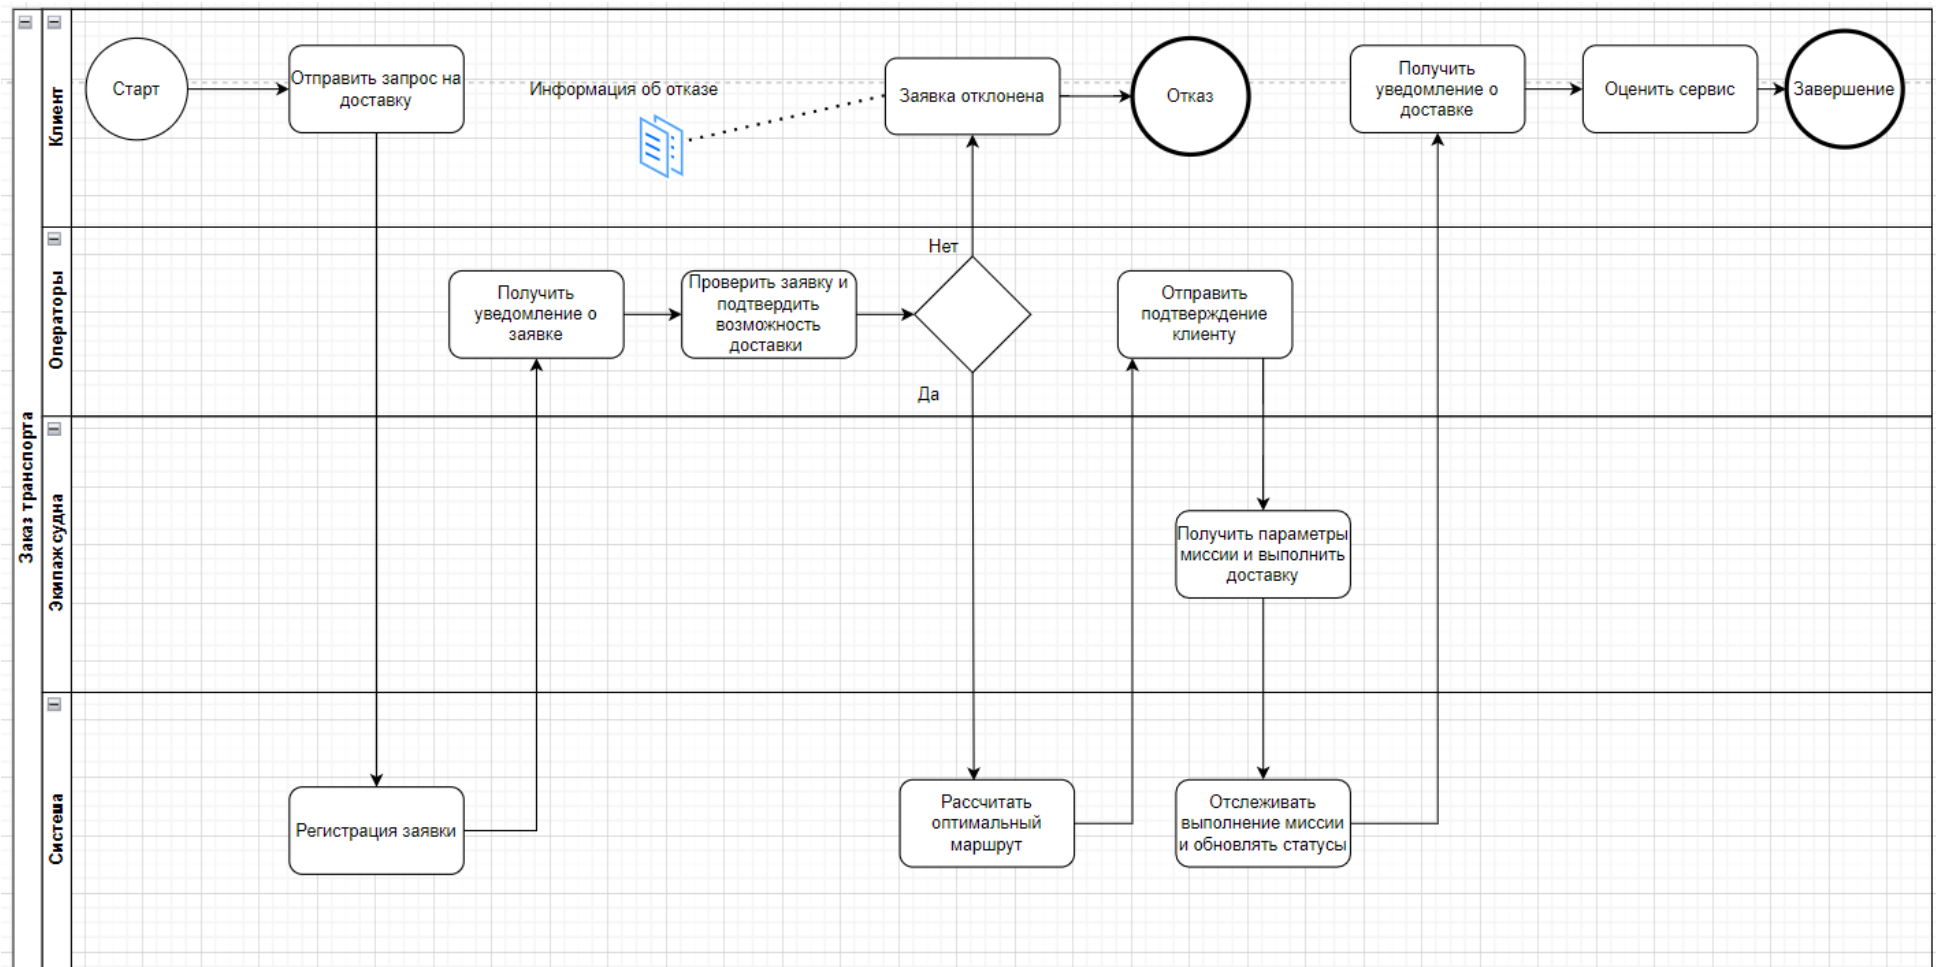 Заказ транспорта
Клиент
Старт
Отправить запрос на
доставку
Информация об отказе
Заявка отклонена
Отказ
Получить
уведомление о
доставке
Оценить сервис
Завершение
Операторы
Получить
уведомление о
заявке
Проверить заявку и
подтвердить
возможность
доставки
Нет
Да
Отправить
подтверждение
клиенту
Экипаж судна
Получить параметры
миссии и выполнить
доставку
Система
Регистрация заявки
Рассчитать
оптимальный
маршрут
Отслеживать
выполнение миссии
и обновлять статусы